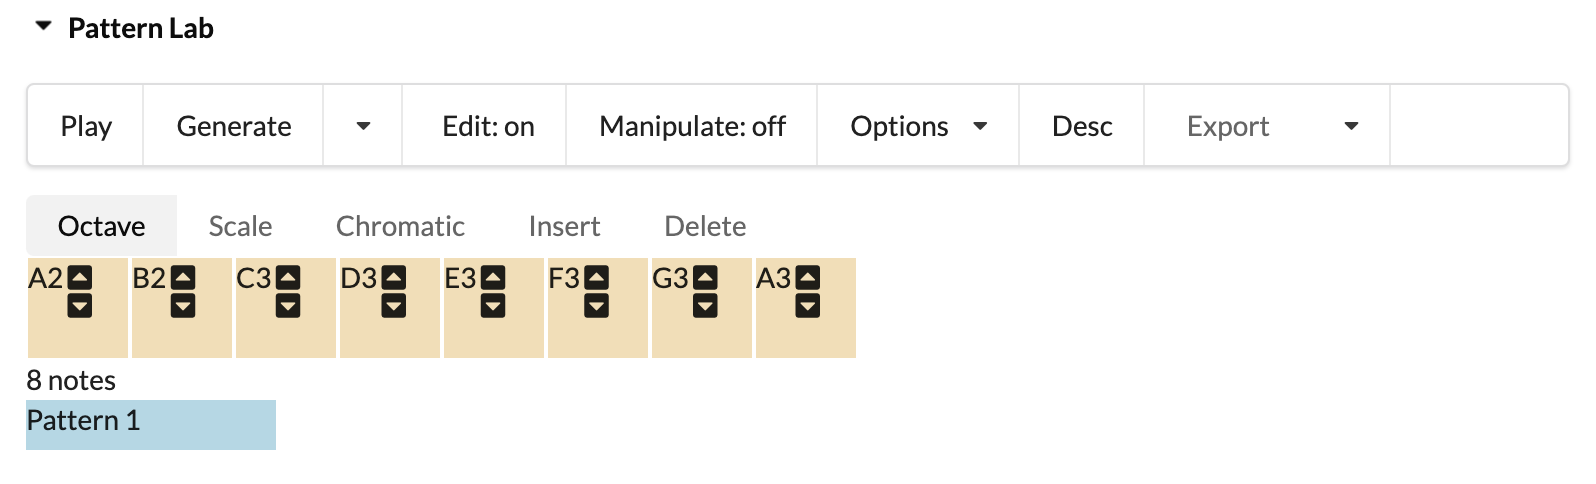 Pattern Lab
Play Generate Edit: on Manipulate: off Options Desc Export
Octave Scale Chromatic Insert Delete
A2 B2 C3 D3 E3 F3 G3 A3
8 notes
Pattern 1